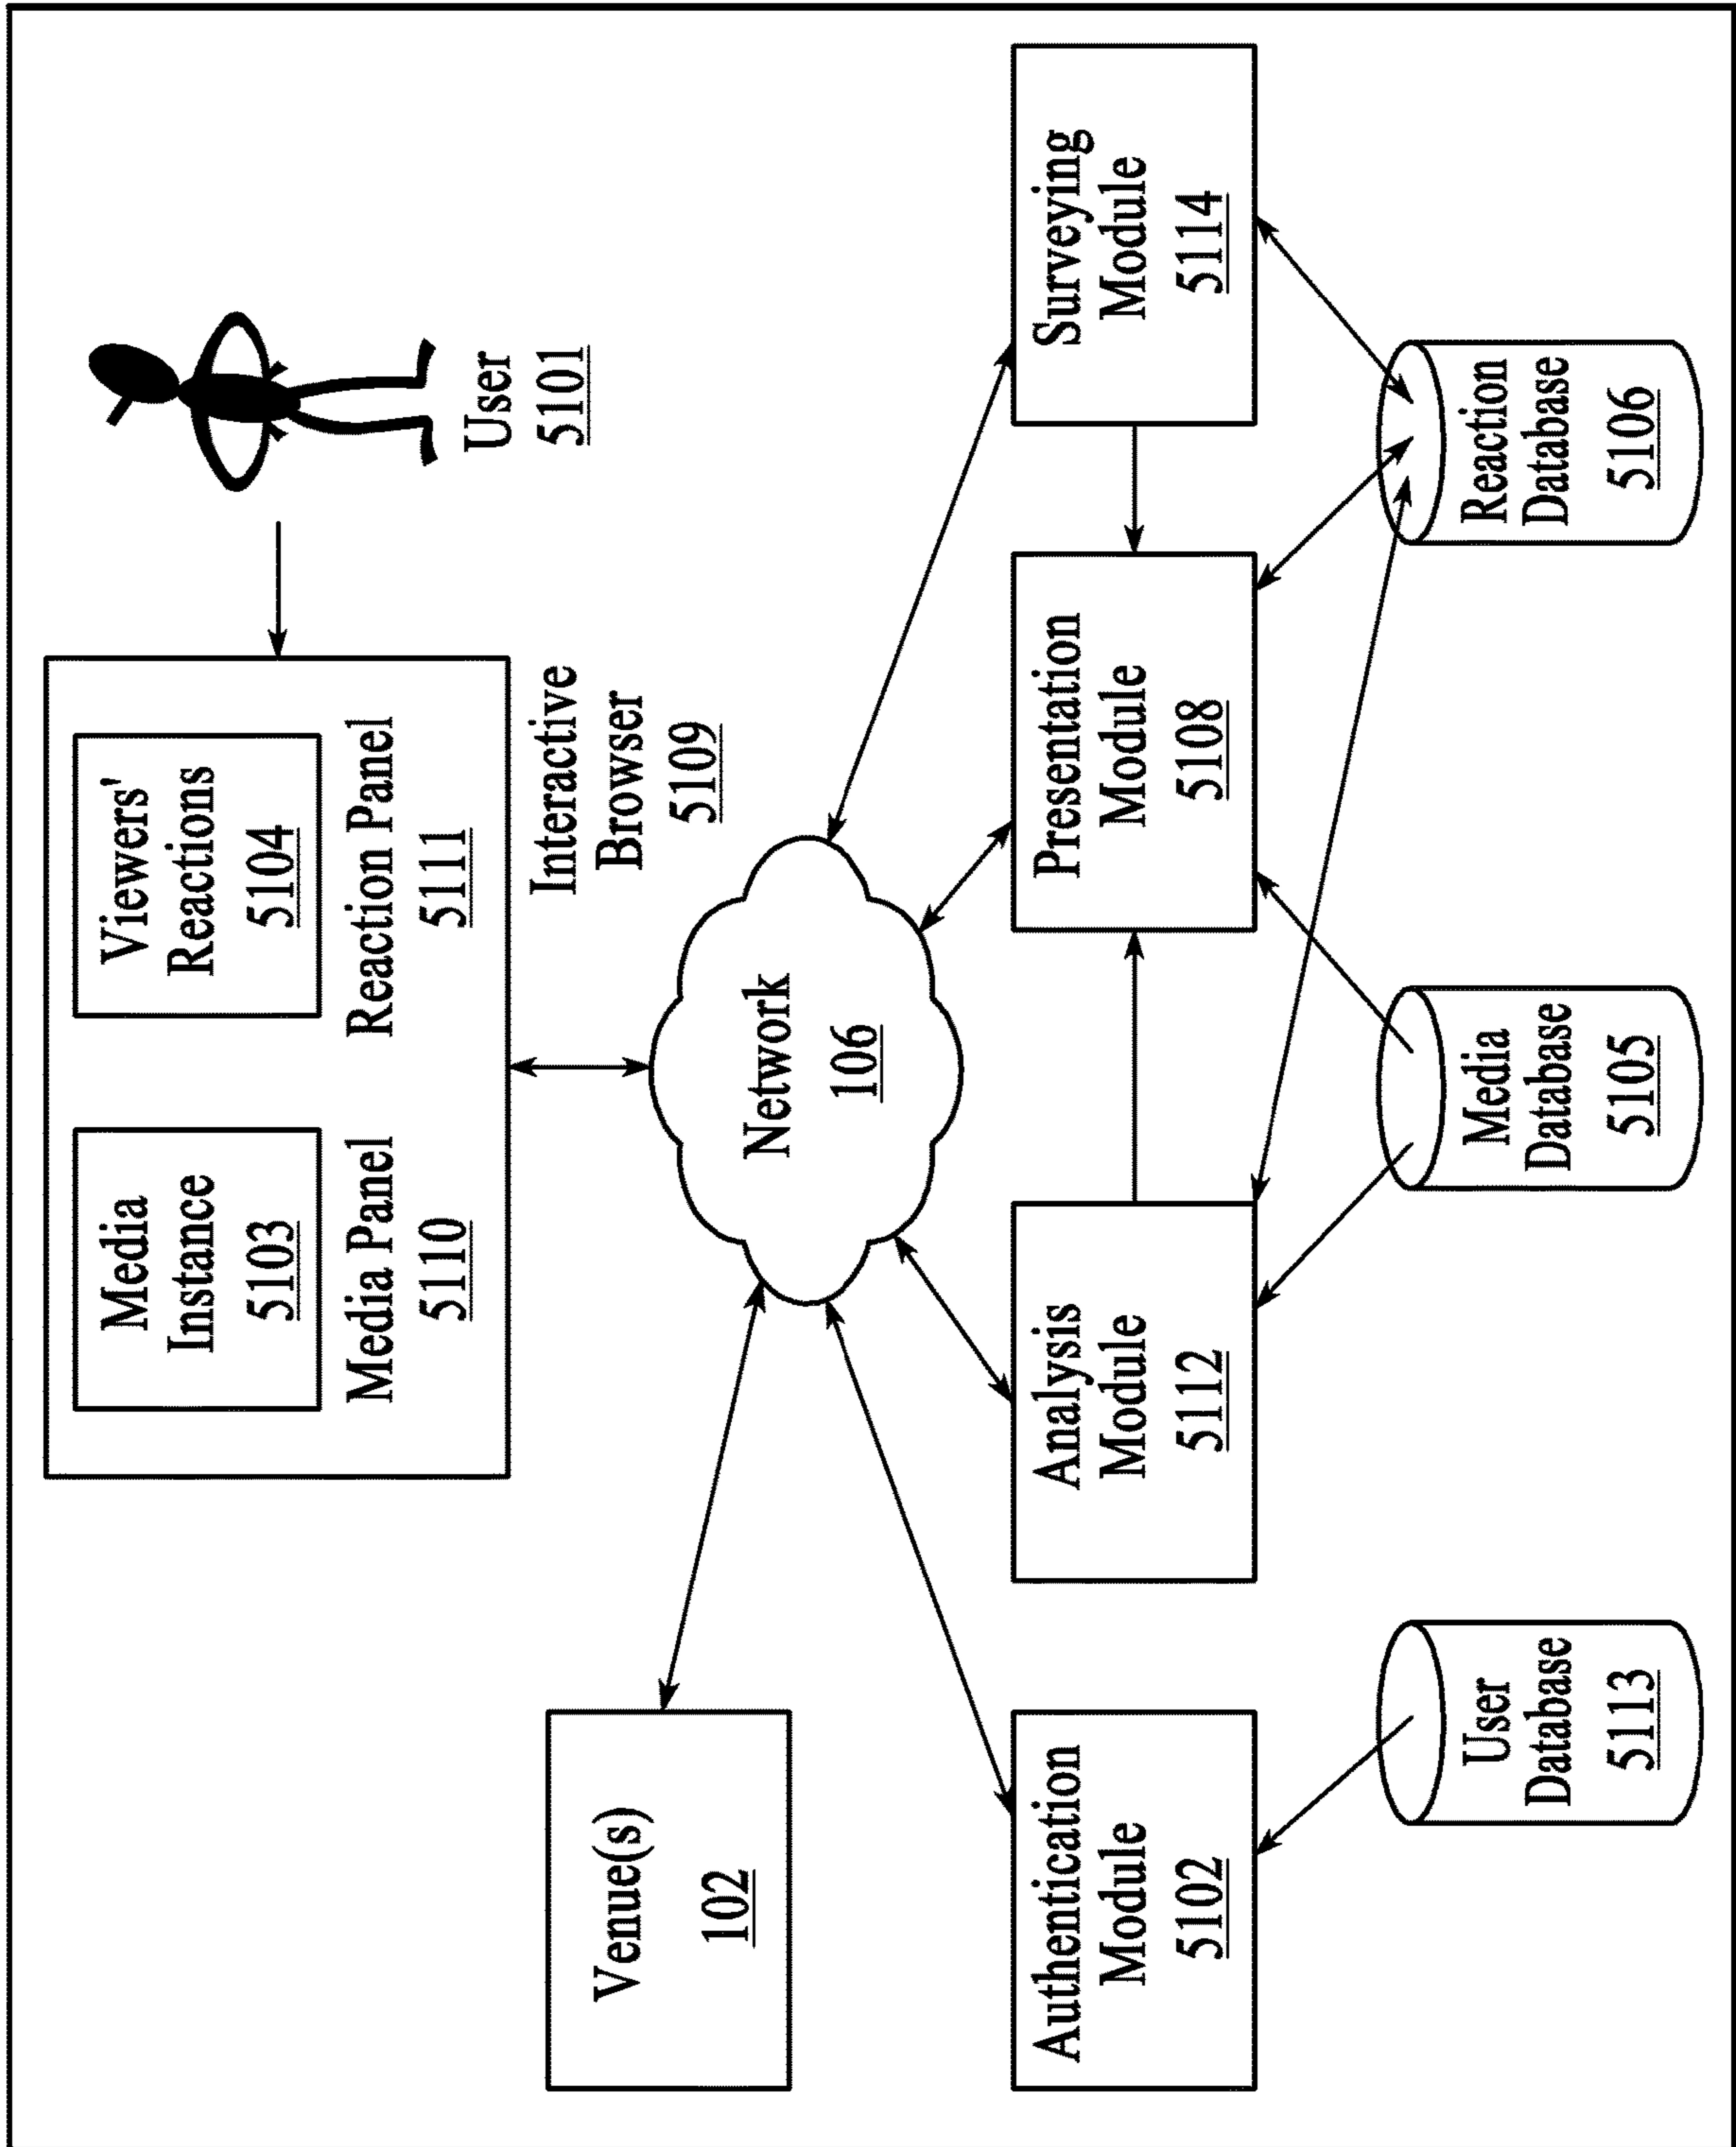 Media
Instance
5103
Media Panel
5110
Viewers'
Reactions
5104
Reaction Panel
5111
User
5101
Interactive
Browser
5109
Venue(s)
102
Network
106
Authentication
Module
5102
Analysis
Module
5112
Presentation
Module
5108
Surveying
Module
5114
User
Database
5113
Media
Database
5105
Reaction
Database
5106